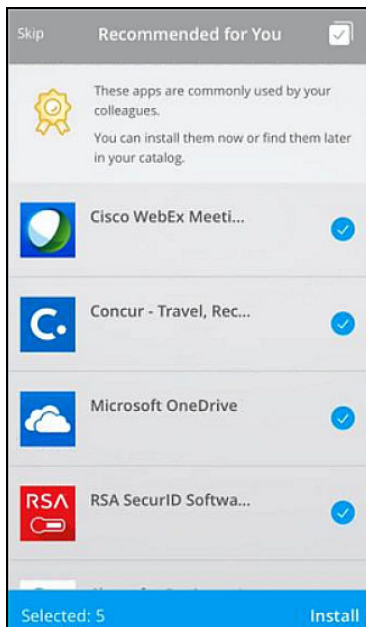 Skip Recommended for You
These apps are commonly used by your
colleagues.
You can install them now or find them later
in your catalog.
Cisco WebEx Meeti...
C.
Concur - Travel, Rec...
Microsoft OneDrive
RSA
RSA SecurID Softwa...
Selected: 5 Install